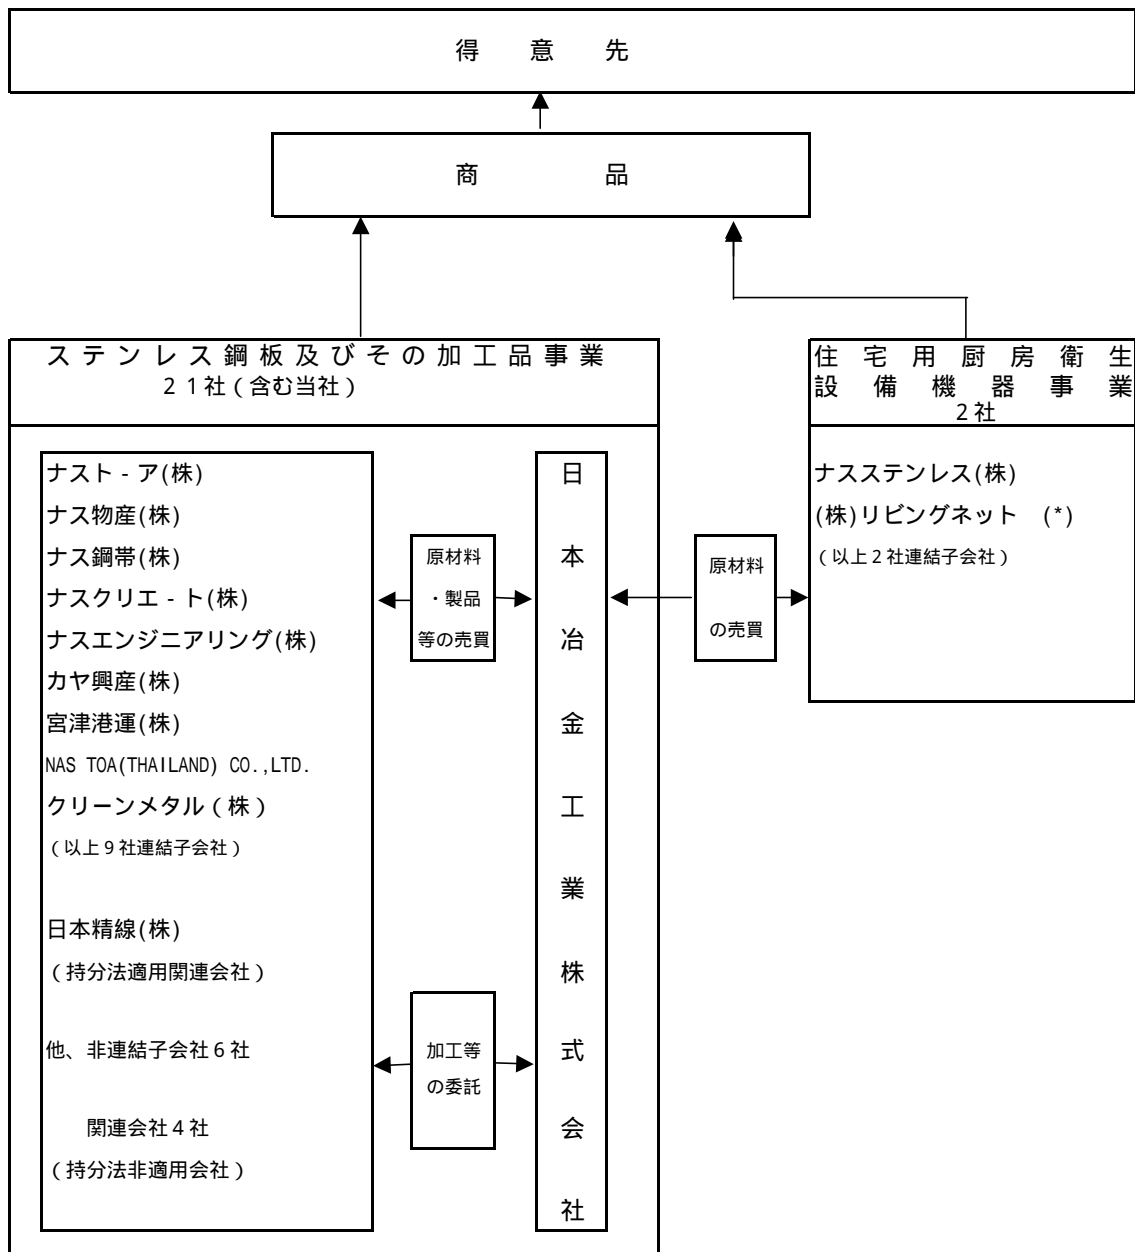 得　意　先
商　品
ステンレス鋼板及びその加工品事業
21社(含む当社)
ナスト-ア(株)
ナス物産(株)
ナス鋼帯(株)
ナスクリエ-ト(株)
ナスエンジニアリング(株)
カヤ興産(株)
宮津港運(株)
NAS TOA(THAILAND) CO.,LTD.
クリーンメタル(株)
(以上9社連結子会社)
日本精線(株)
(持分法適用関連会社)
他、非連結子会社6社
関連会社4社
(持分法非適用会社)
原材料
・製品
等の売買
加工等
の委託
日本冶金工業株式会社
原材料
の売買
住宅用厨房衛生
設備機器事業
2社
ナスステンレス(株)
(株)リビングネット (*)
(以上2社連結子会社)